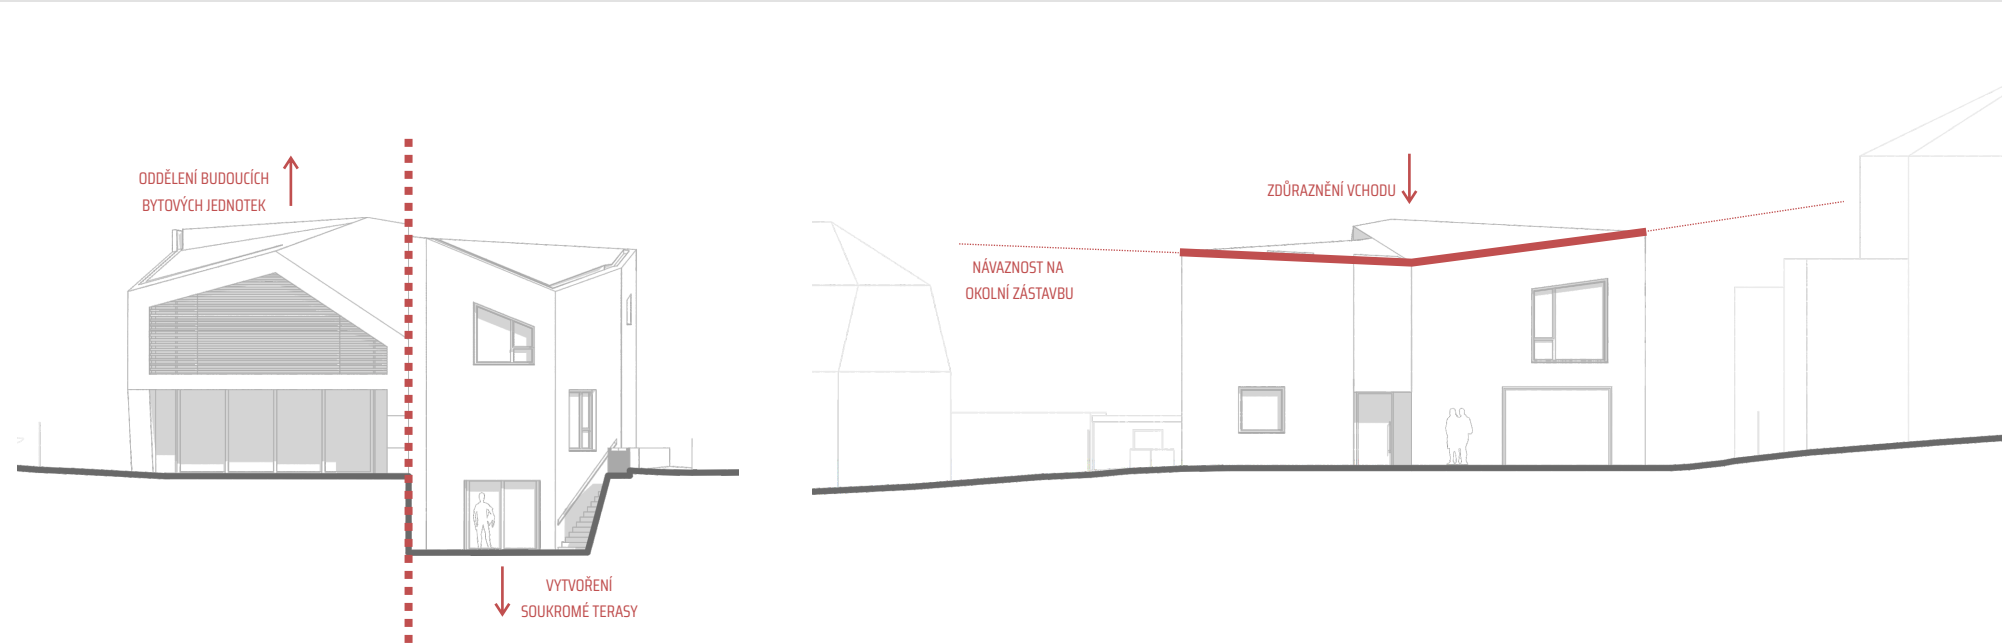 ODDĚLENÍ BUDOUCÍCH
BYTOVÝCH JEDNOTEK
VYTVOŘENÍ
SOUKROMÉ TERASY
ZDŮRAZNĚNÍ VCHODU
NÁVAZNOST NA
OKOLNÍ ZÁSTAVBU